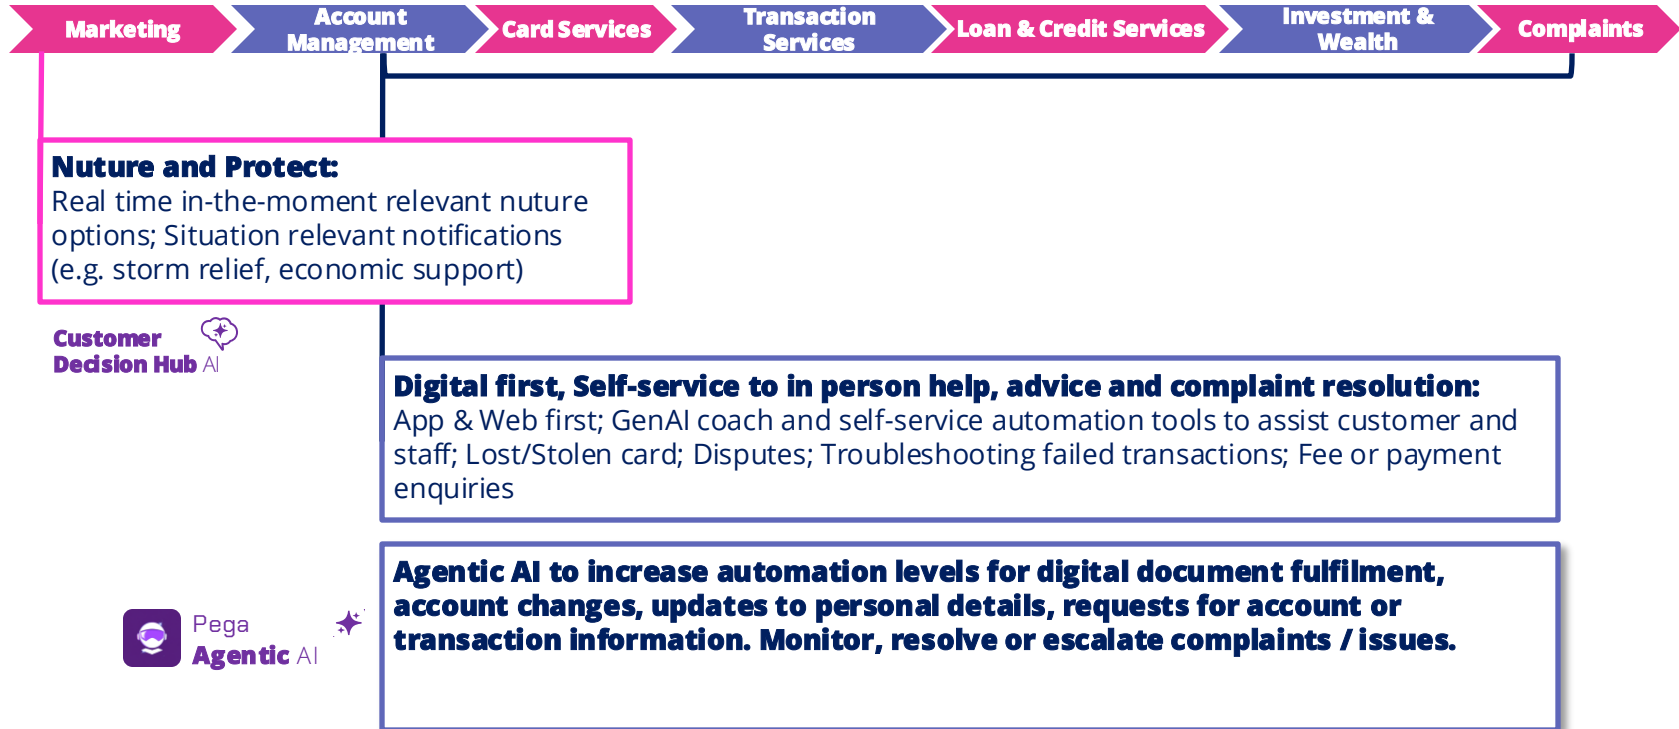 Marketing
Account
Management
Card Services
Transaction
Services
Loan & Credit Services
Investment &
Wealth
Complaints
Nuture and Protect:
Real time in-the-moment relevant nuture
options; Situation relevant notifications
(e.g. storm relief, economic support)
Customer
Decision Hub AI
Digital first, Self-service to in person help, advice and complaint resolution:
App & Web first; GenAI coach and self-service automation tools to assist customer and
staff; Lost/Stolen card; Disputes; Troubleshooting failed transactions; Fee or payment
enquiries
Pega
Agentic AI
Agentic AI to increase automation levels for digital document fulfilment,
account changes, updates to personal details, requests for account or
transaction information. Monitor, resolve or escalate complaints / issues.